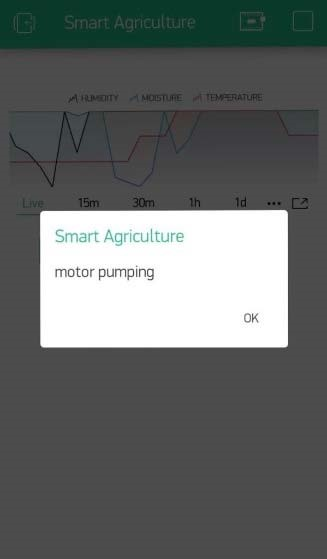 Smart Agriculture
HUMIDITY MOISTURE TEMPERATURE
Live 15m 30m 1h 1d •••
Smart Agriculture
motor pumping
OK